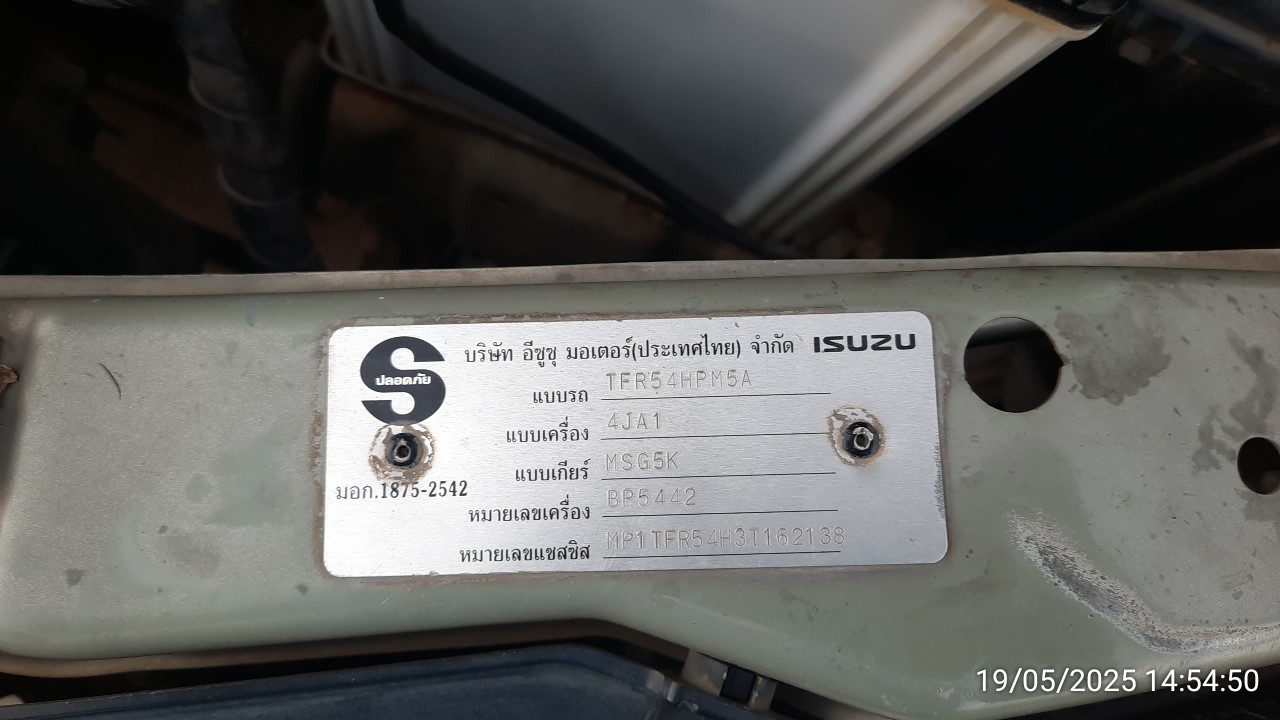 บริษัท อีซูซุ มอเตอร์(ประเทศไทย) จำกัด ISUZU
ปลอดภัย
แบบรถ TFR54HPM5A
แบบเครื่อง 4JA1
แบบเกียร์ MSG5K
มอก.1875-2542
หมายเลขเครื่อง BP5442
หมายเลขแชสซิส MP1TFR54H3T162138
19/05/2025 14:54:50